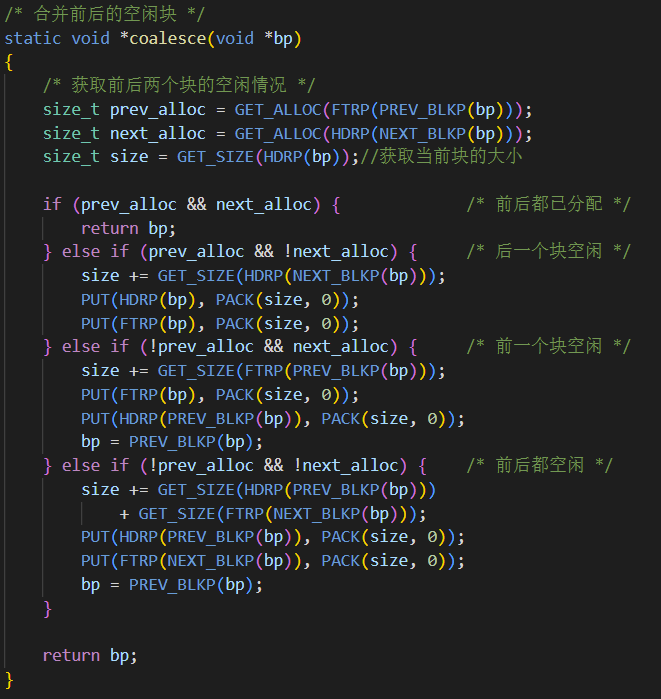 /* 合并前后的空闲块 */
static void *coalesce(void *bp)
{
    /* 获取前后两个块的空闲情况 */
    size_t prev_alloc = GET_ALLOC(FTRP(PREV_BLKP(bp)));
    size_t next_alloc = GET_ALLOC(HDRP(NEXT_BLKP(bp)));
    size_t size = GET_SIZE(HDRP(bp));//获取当前块的大小

    if (prev_alloc && next_alloc) {             /* 前后都已分配 */
        return bp;
    } else if (prev_alloc && !next_alloc) {     /* 后一个块空闲 */
        size += GET_SIZE(HDRP(NEXT_BLKP(bp)));
        PUT(HDRP(bp), PACK(size, 0));
        PUT(FTRP(bp), PACK(size, 0));
    } else if (!prev_alloc && next_alloc) {     /* 前一个块空闲 */
        size += GET_SIZE(FTRP(PREV_BLKP(bp)));
        PUT(FTRP(bp), PACK(size, 0));
        PUT(HDRP(PREV_BLKP(bp)), PACK(size, 0));
        bp = PREV_BLKP(bp);
    } else if (!prev_alloc && !next_alloc) {    /* 前后都空闲 */
        size += GET_SIZE(HDRP(PREV_BLKP(bp)))
            + GET_SIZE(FTRP(NEXT_BLKP(bp)));
        PUT(HDRP(PREV_BLKP(bp)), PACK(size, 0));
        PUT(FTRP(NEXT_BLKP(bp)), PACK(size, 0));
        bp = PREV_BLKP(bp);
    }

    return bp;
}